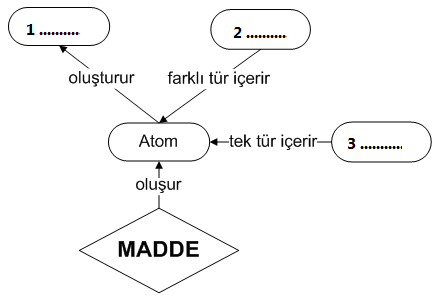 1 ..........
2 ..........
oluşturur
farklı tür içerir
Atom
tek tür içerir
3 ...........
oluşur
MADDE